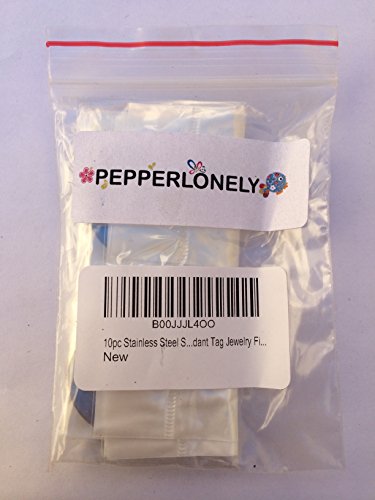 PEPPERLONELY
B00JJJL4OO
10pc Stainless Steel S...dant Tag Jewelry Fi...
New